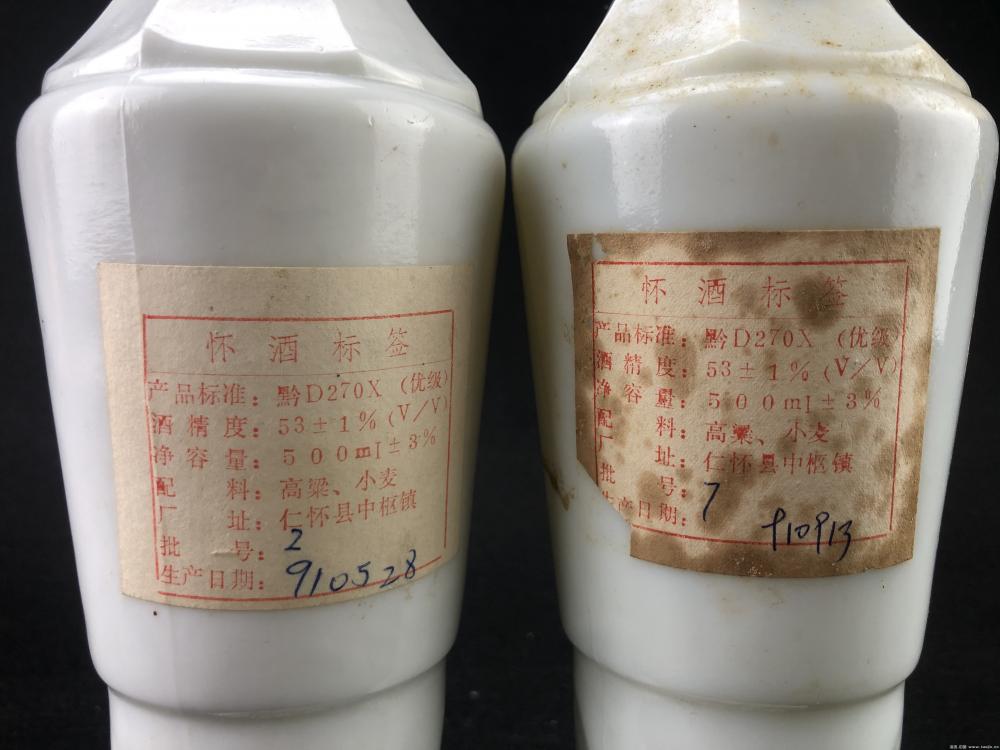 怀酒标签
产品标准：黔D270X（优级）
酒精度：53±1％(V／V)
净容量：500ml±3％
配料：高粱、小麦
厂址：仁怀县中枢镇
批号：2
生产日期：910528
怀酒标签
产品标准：黔D270X（优级
酒精度：53±1％(V／V)
净容量：500ml±3％
配料：高粱、小麦
厂址：仁怀县中枢镇
批号：7
生产日期：910913